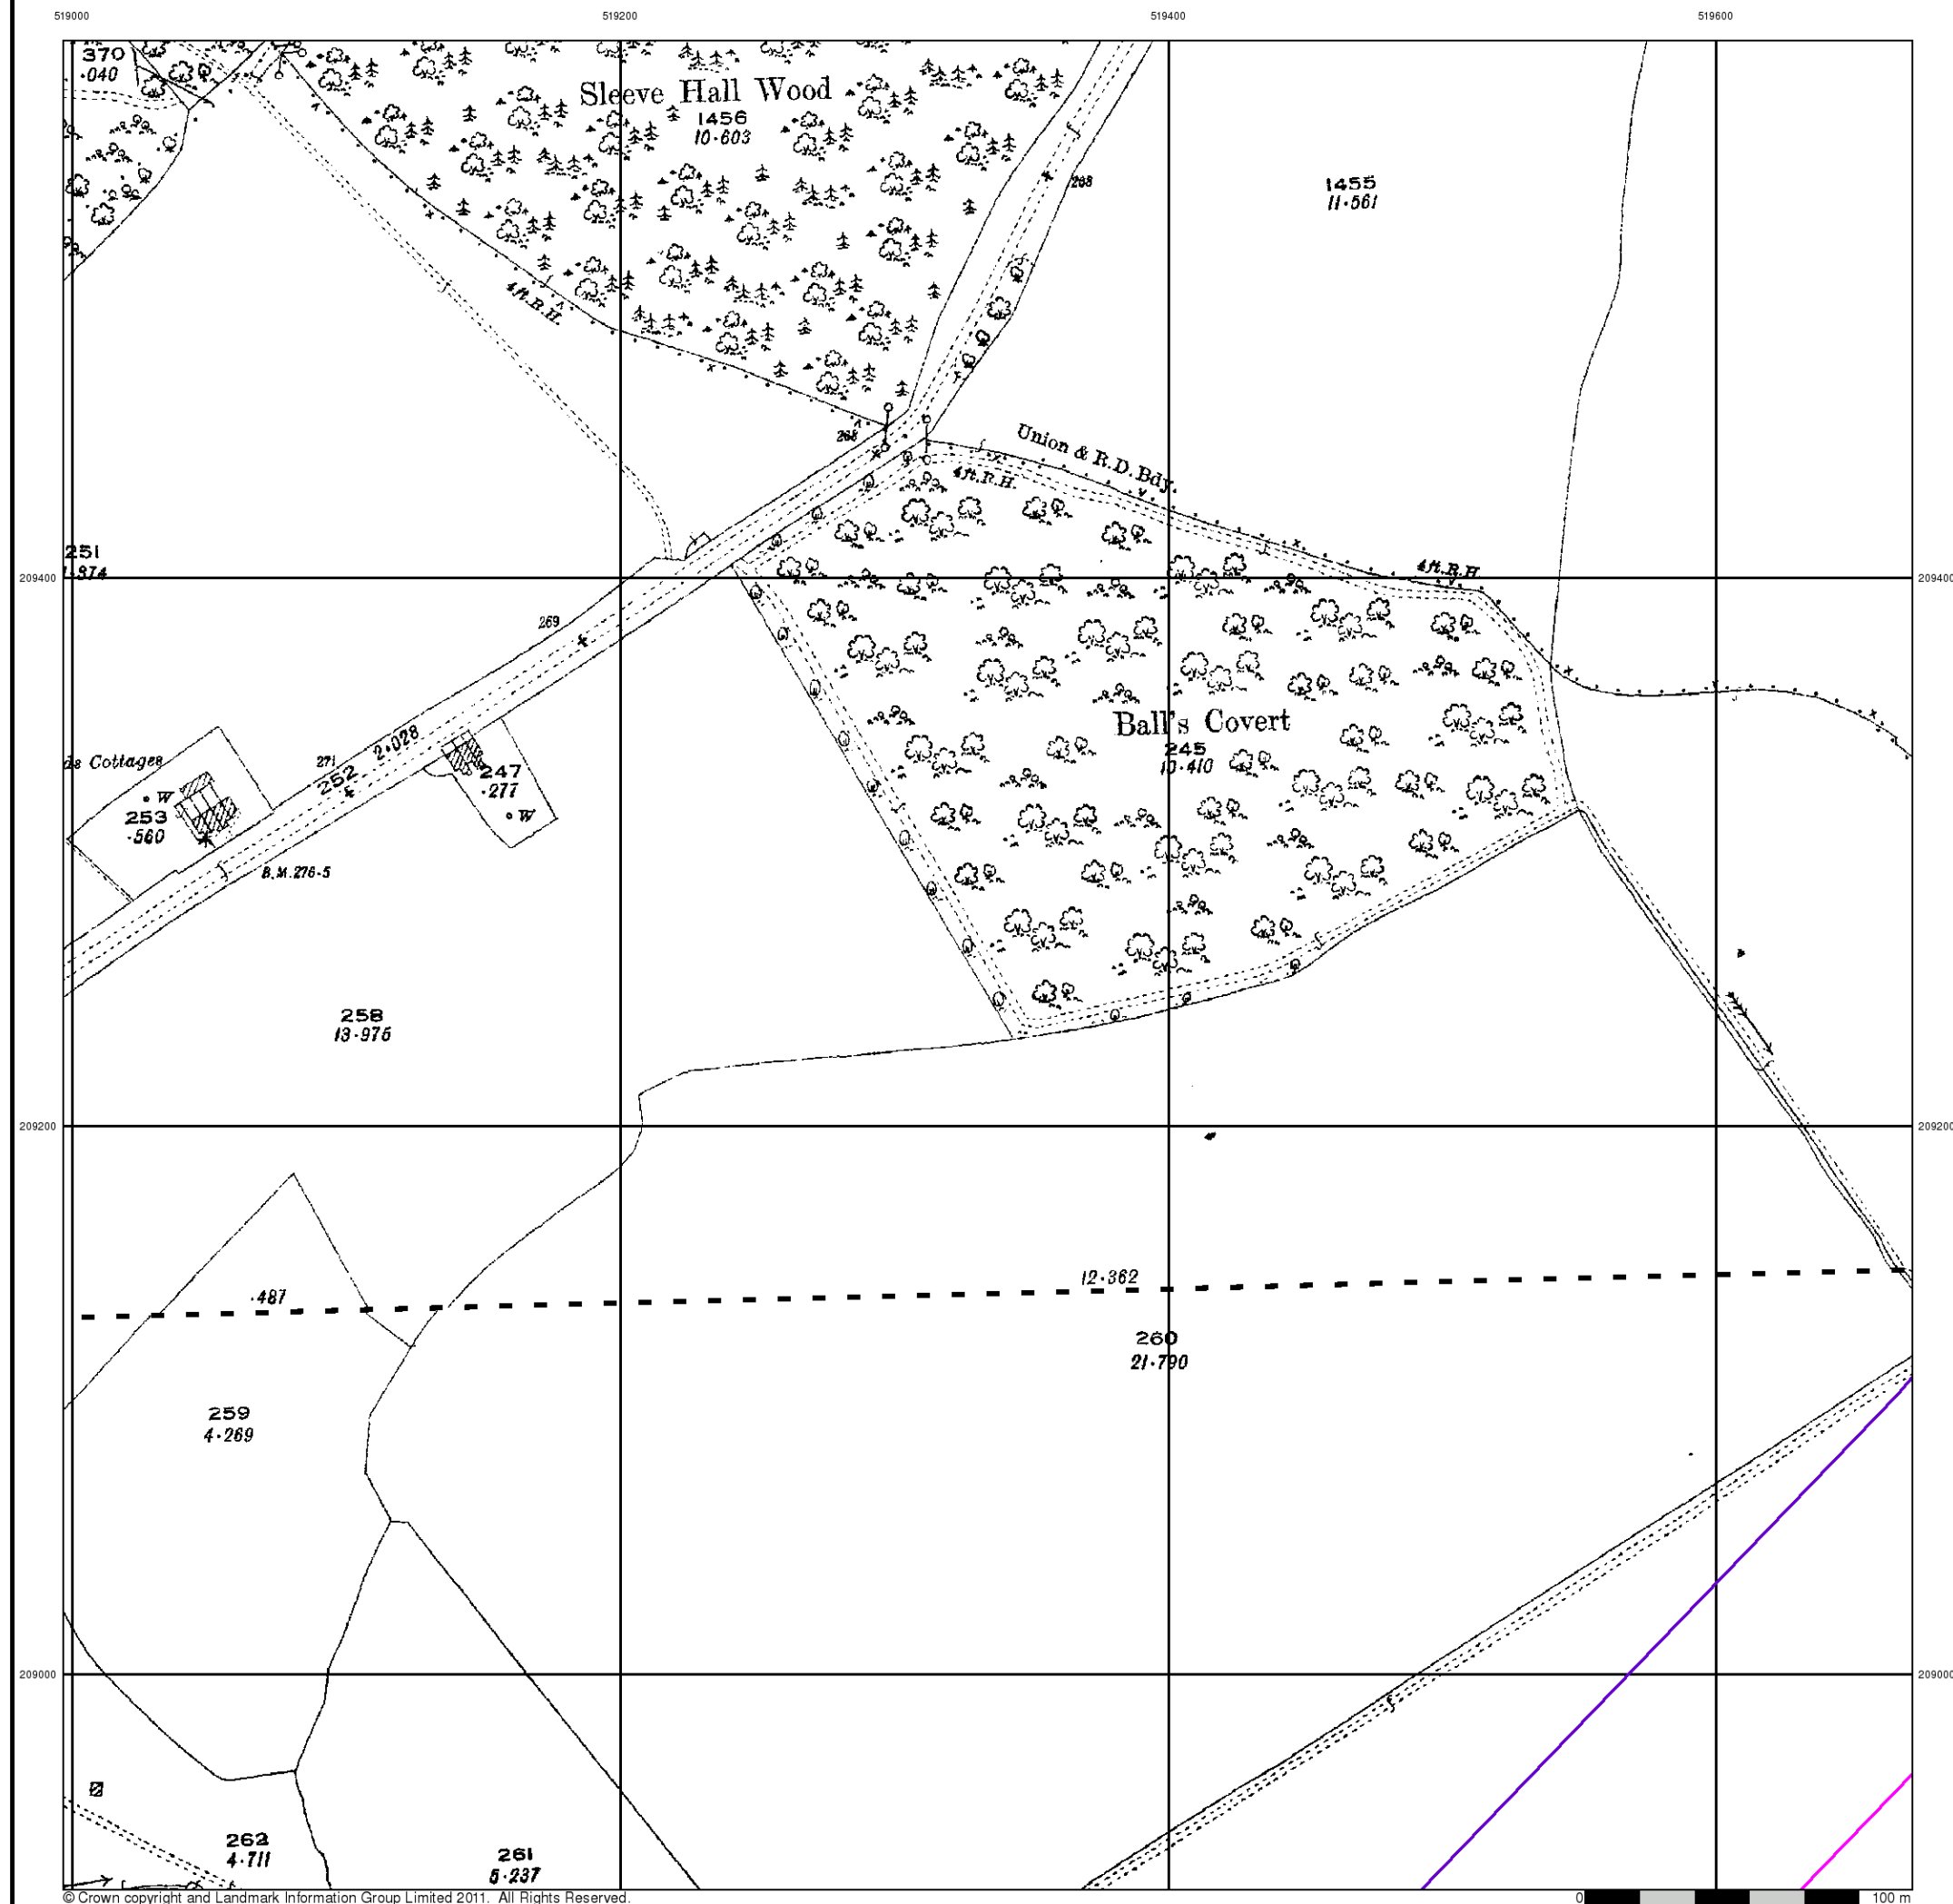 519000 519200 519400 519600
370
·040
Sleeve Hall Wood
1456
10·603
268
1455
11·561
4ft.R.H.
268
Union & R.D. Bdy.
4ft.R.H.
251
209400
4ft.R.H.
209400
269
Ball's Covert
245
10·410
Cottages
W
253
·560
271
252 2·028
247
·277
W
B.M.276·5
258
13·975
209200
209200
·487
12·362
260
21·790
259
4·269
209000
209000
262
4·711
261
5·237
© Crown copyright and Landmark Information Group Limited 2011. All Rights Reserved.
0 100 m